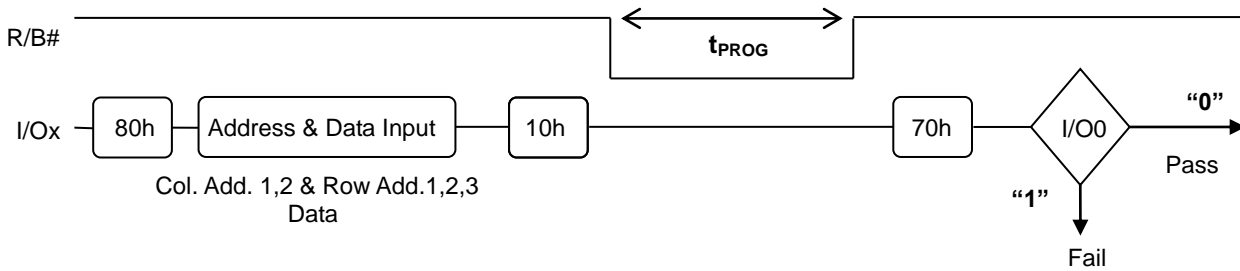 R/B#
tPROG
I/Ox
80h
Address & Data Input
10h
70h
I/O0
“0”
Pass
Col. Add. 1,2 & Row Add.1,2,3
Data
“1”
Fail